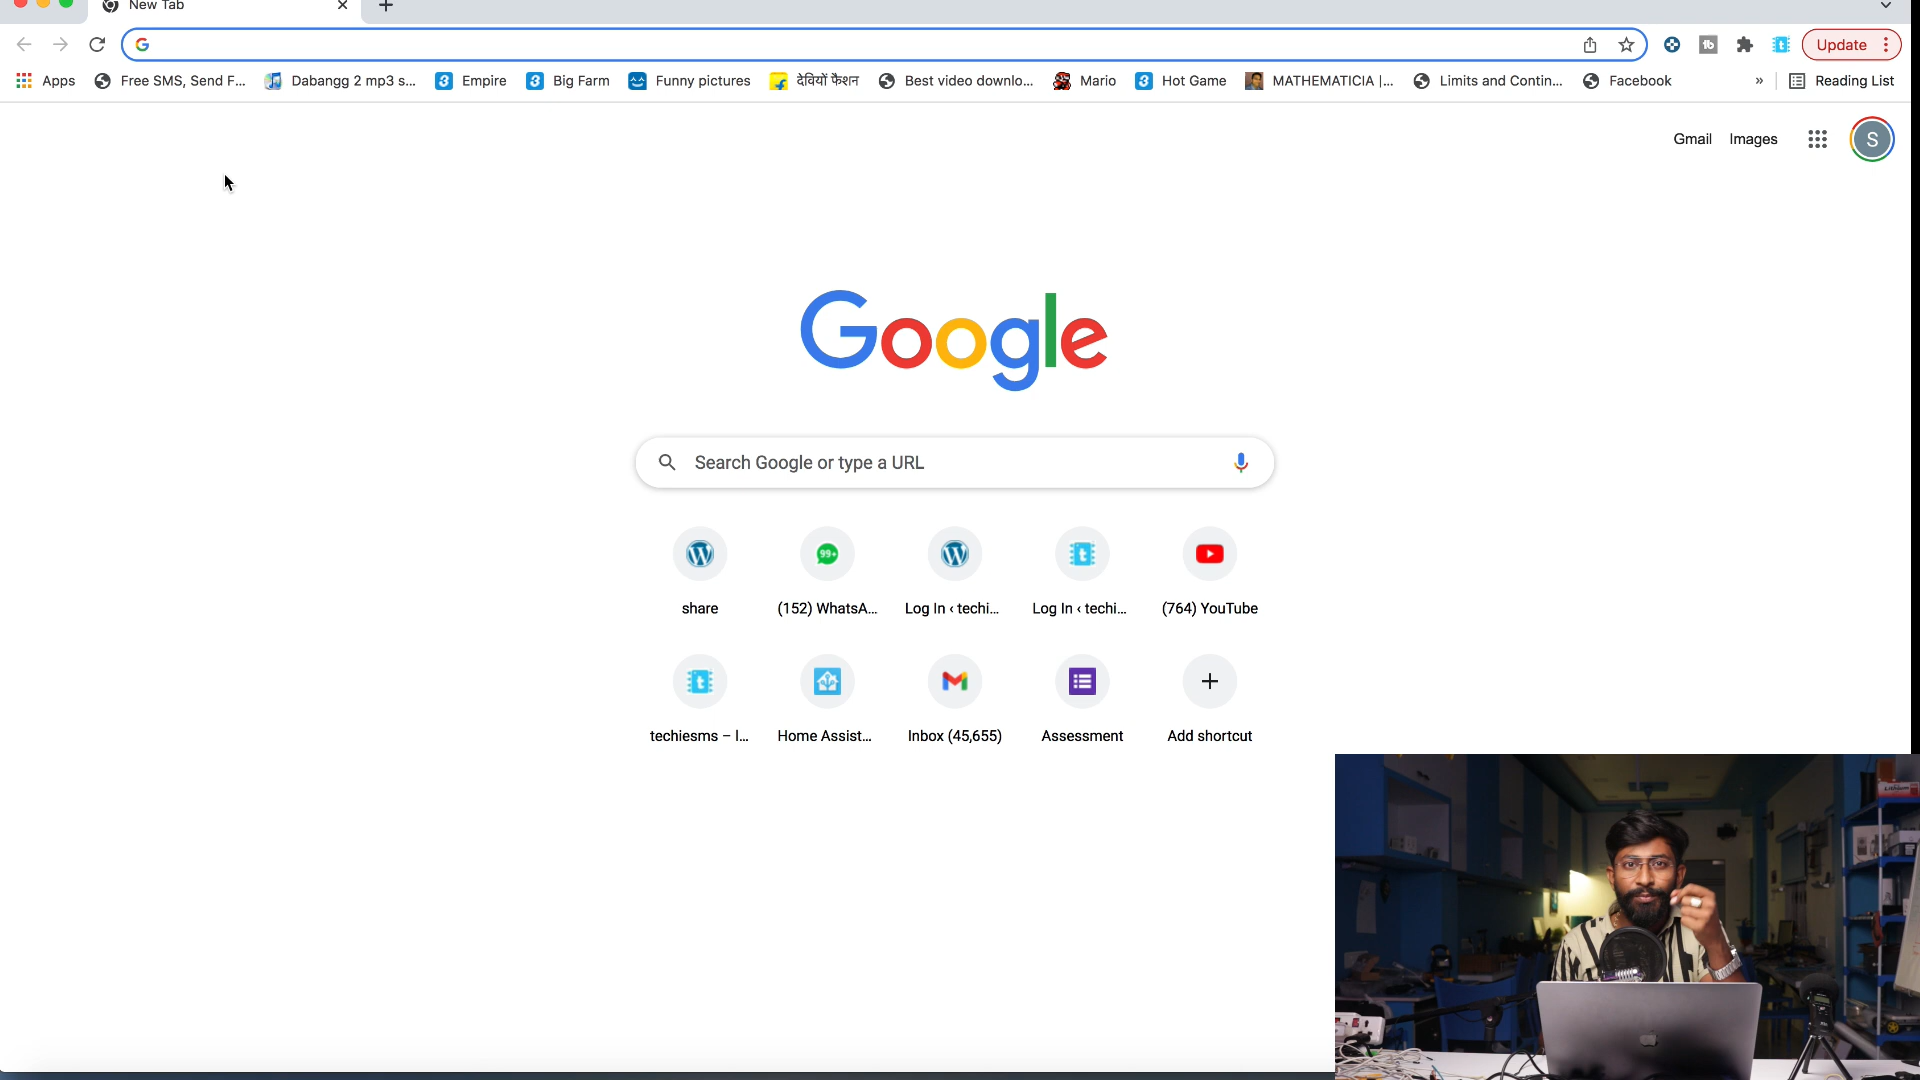 New Tab
Update
Apps Free SMS, Send F... Dabangg 2 mp3 s... Empire Big Farm Funny pictures देवियों फैशन Best video downlo... Mario Hot Game MATHEMATICIA |... Limits and Contin... Facebook » Reading List
Gmail Images S
Google
Search Google or type a URL
99+
share (152) WhatsA... Log In ‹ techi... Log In ‹ techi... (764) YouTube
techiesms – I... Home Assist... Inbox (45,655) Assessment Add shortcut